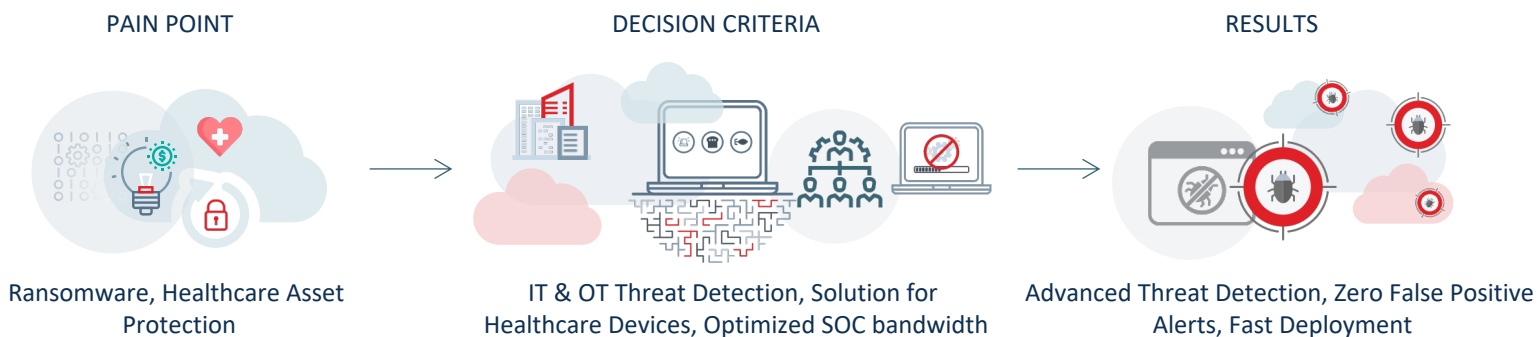 PAIN POINT
DECISION CRITERIA
RESULTS
Ransomware, Healthcare Asset
Protection
IT & OT Threat Detection, Solution for
Healthcare Devices, Optimized SOC bandwidth
Advanced Threat Detection, Zero False Positive
Alerts, Fast Deployment